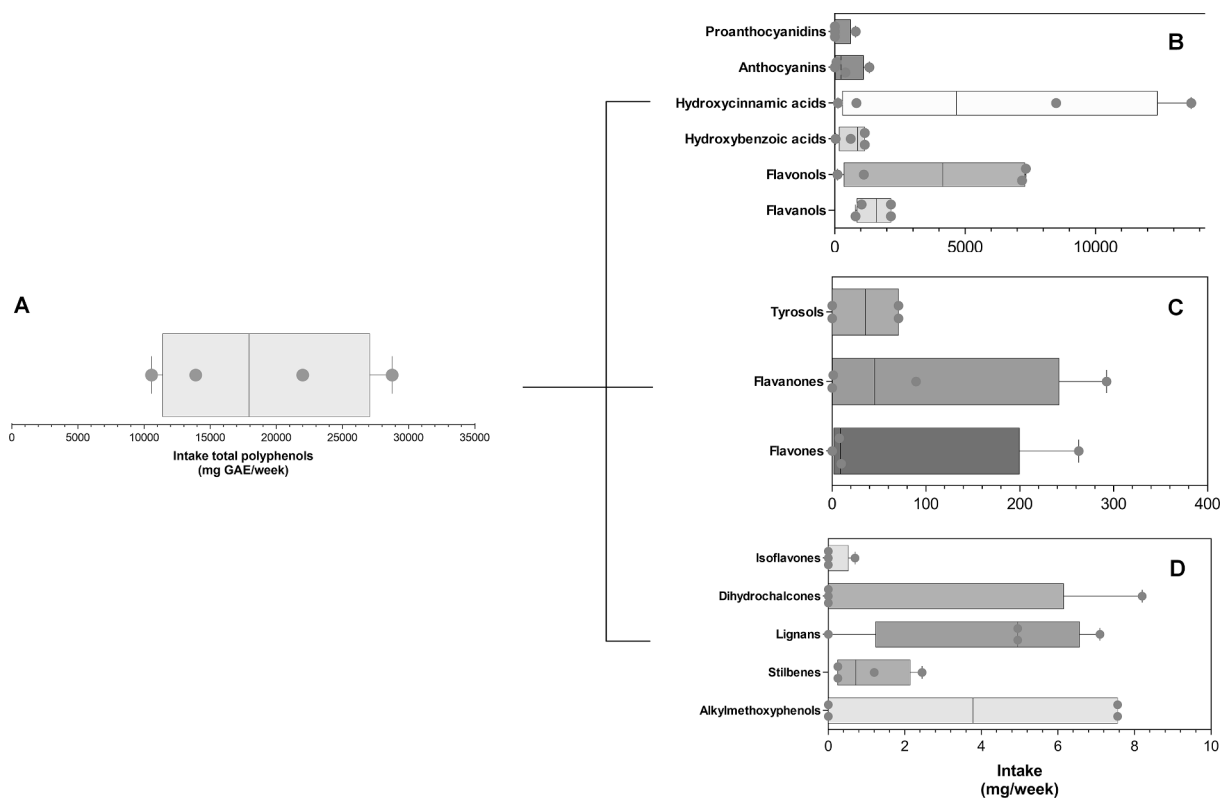 A
0 5000 10000 15000 20000 25000 30000 35000
Intake total polyphenols
(mg GAE/week)
B
Proanthocyanidins
Anthocyanins
Hydroxycinnamic acids
Hydroxybenzoic acids
Flavonols
Flavanols
0 5000 10000
C
Tyrosols
Flavanones
Flavones
0 100 200 300 400
D
Isoflavones
Dihydrochalcones
Lignans
Stilbenes
Alkylmethoxyphenols
0 2 4 6 8 10
Intake
(mg/week)